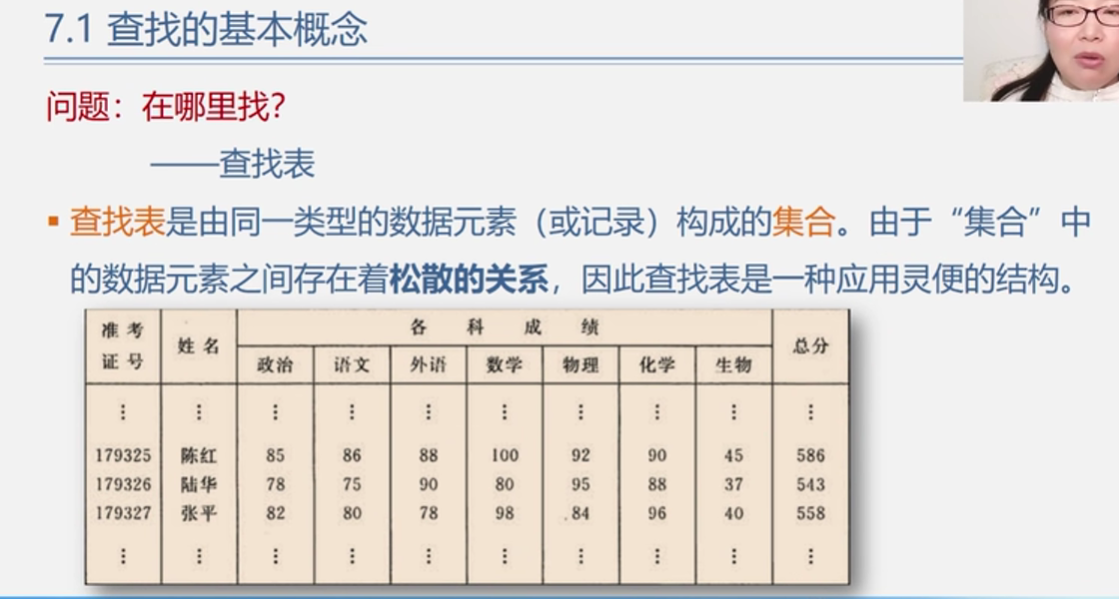 7.1 查找的基本概念
问题：在哪里找？
——查找表
▪ 查找表是由同一类型的数据元素（或记录）构成的集合。由于“集合”中
的数据元素之间存在着松散的关系，因此查找表是一种应用灵便的结构。
准考证号 姓名 各科成绩 总分
政治 语文 外语 数学 物理 化学 生物
⋮ ⋮ ⋮ ⋮ ⋮ ⋮ ⋮ ⋮ ⋮ ⋮
179325 陈红 85 86 88 100 92 90 45 586
179326 陆华 78 75 90 80 95 88 37 543
179327 张平 82 80 78 98 84 96 40 558
⋮ ⋮ ⋮ ⋮ ⋮ ⋮ ⋮ ⋮ ⋮ ⋮